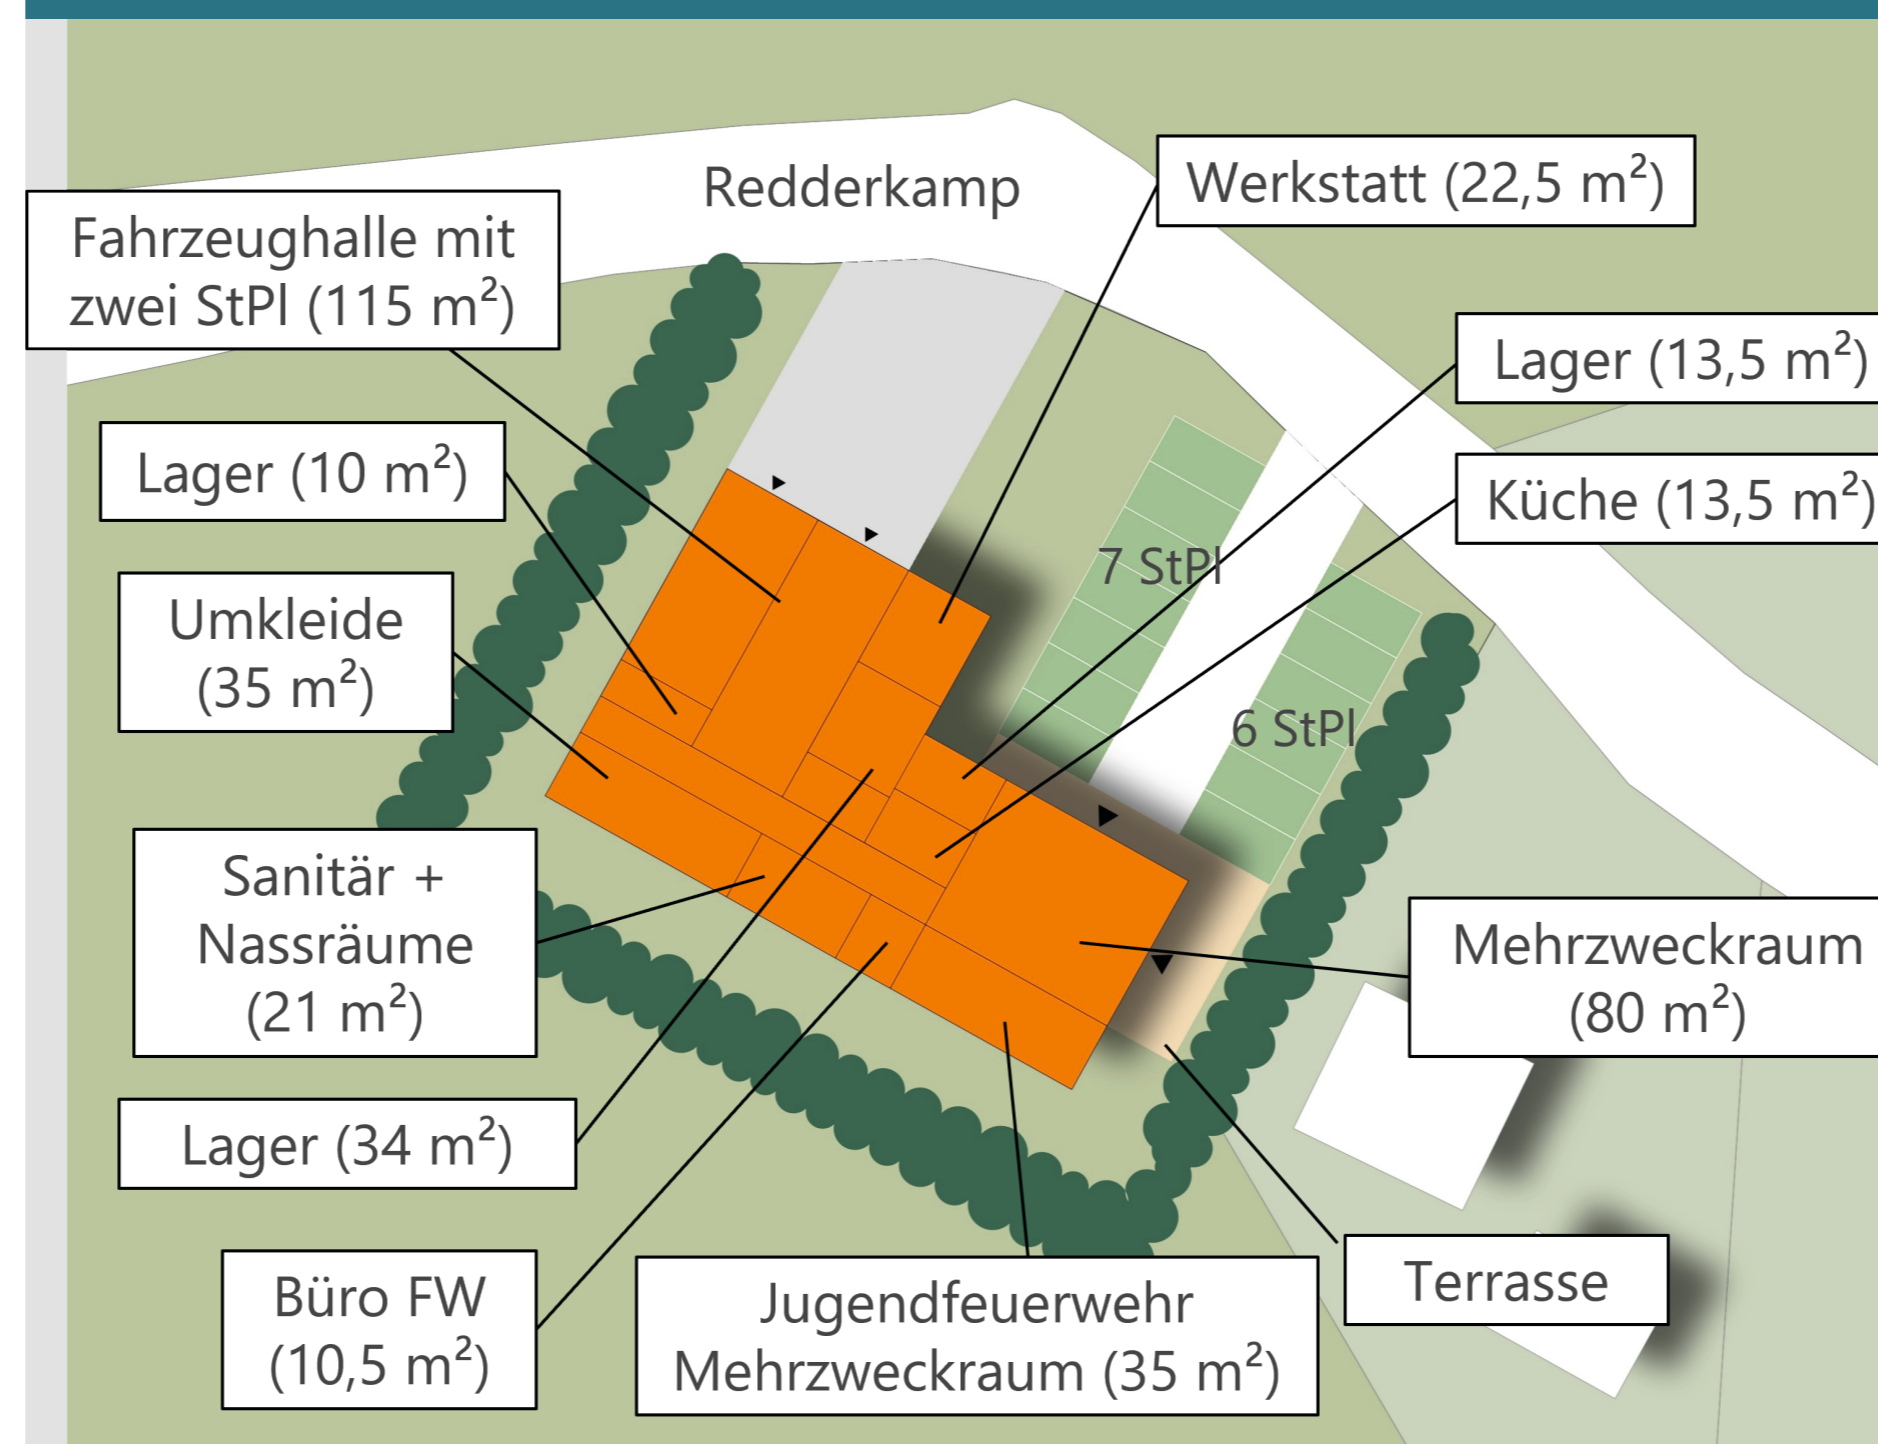 Redderkamp
Werkstatt (22,5 m²)
Fahrzeughalle mit
zwei StPl (115 m²)
Lager (13,5 m²)
Lager (10 m²)
Küche (13,5 m²)
7 StPl
Umkleide
(35 m²)
6 StPl
Sanitär +
Nassräume
(21 m²)
Mehrzweckraum
(80 m²)
Lager (34 m²)
Büro FW
(10,5 m²)
Jugendfeuerwehr
Mehrzweckraum (35 m²)
Terrasse